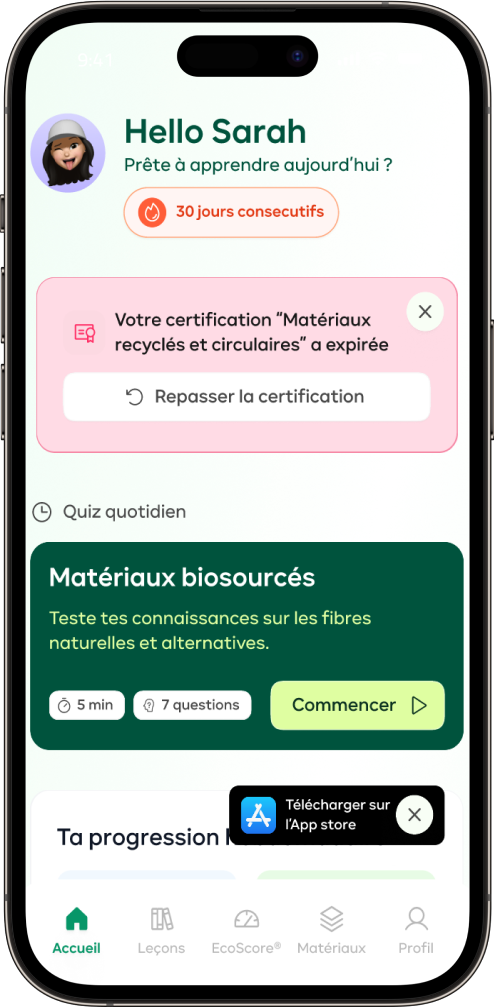 9:41
Hello Sarah
Prête à apprendre aujourd'hui ?
30 jours consecutifs
Votre certification “Matériaux
recyclés et circulaires” a expirée
Repasser la certification
Quiz quotidien
Matériaux biosourcés
Teste tes connaissances sur les fibres
naturelles et alternatives.
5 min
7 questions
Commencer
Télécharger sur
l'App store
Ta progression
Accueil
Leçons
EcoScore®
Matériaux
Profil